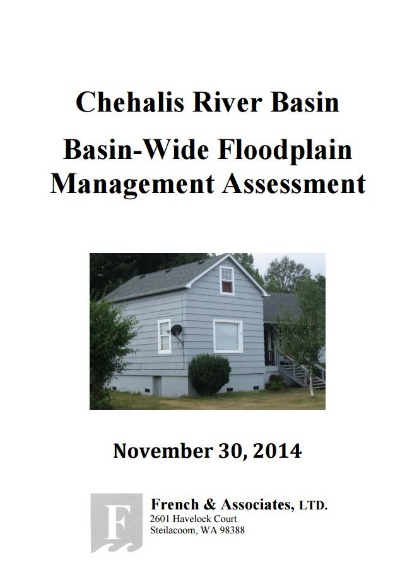 Chehalis River Basin
Basin-Wide Floodplain
Management Assessment
November 30, 2014
F
French & Associates, LTD.
2601 Havelock Court
Steilacoom, WA 98388